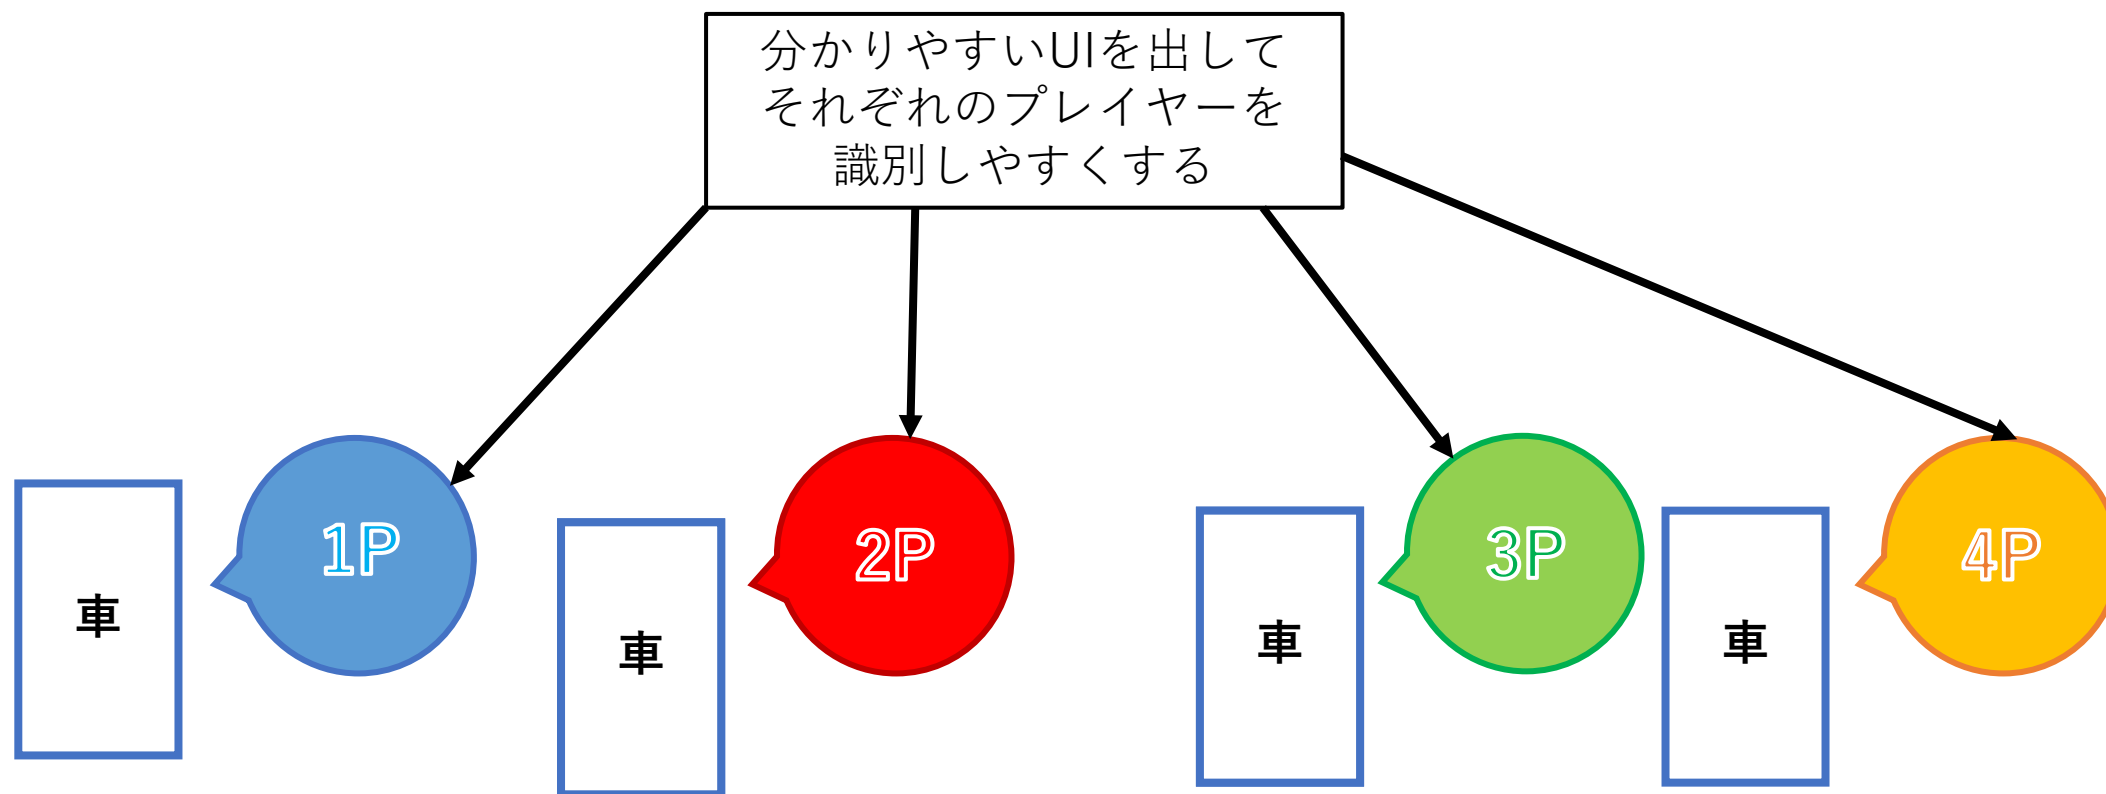 分かりやすいUIを出して
それぞれのプレイヤーを
識別しやすくする
1P
2P
3P
4P
車
車
車
車